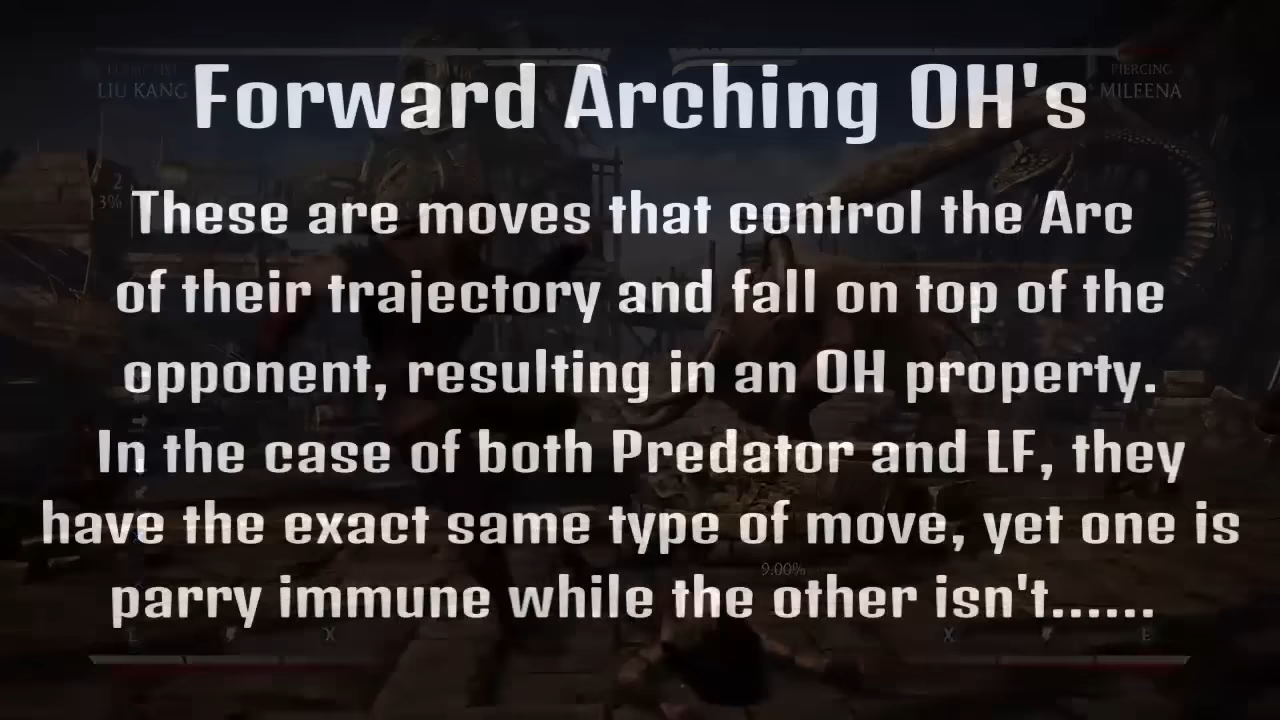 Forward Arching OH's
LIU KANG
PIERCING
MILEENA
2
3%
These are moves that control the Arc
of their trajectory and fall on top of the
opponent, resulting in an OH property.
In the case of both Predator and LF, they
have the exact same type of move, yet one is
parry immune while the other isn't......
9.00%